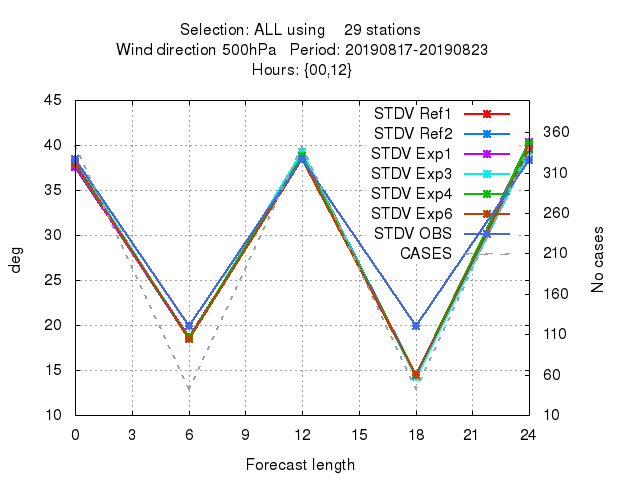 Selection: ALL using 29 stations
Wind direction 500hPa Period: 20190817-20190823
Hours: {00,12}
45
40
35
30
25
20
15
10
deg
STDV Ref1
STDV Ref2
STDV Exp1
STDV Exp3
STDV Exp4
STDV Exp6
STDV OBS
CASES
360
310
260
210
160
110
60
10
No cases
0 3 6 9 12 15 18 21 24
Forecast length